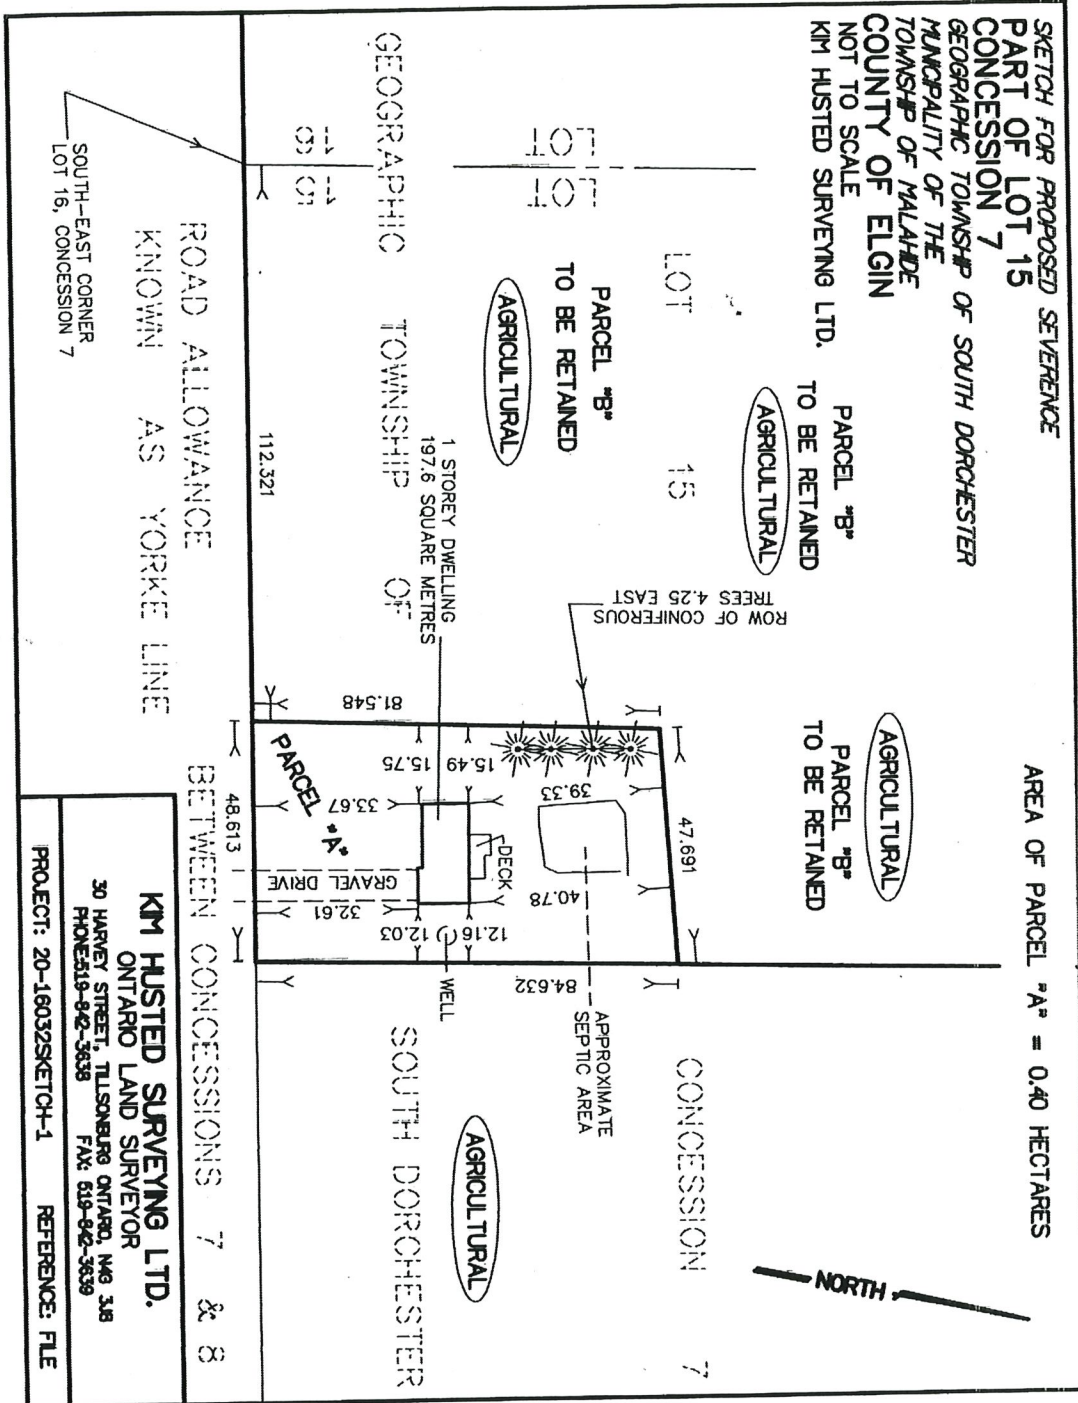 SKETCH FOR PROPOSED SEVERENCE
PART OF LOT 15
CONCESSION 7
GEOGRAPHIC TOWNSHIP OF SOUTH DORCHESTER
MUNICIPALITY OF THE
TOWNSHIP OF MALAHIDE
COUNTY OF ELGIN
NOT TO SCALE
KIM HUSTED SURVEYING LTD.
AREA OF PARCEL "A" = 0.40 HECTARES
NORTH
PARCEL "B"
TO BE RETAINED
AGRICULTURAL
AGRICULTURAL
PARCEL "B"
TO BE RETAINED
LOT 15
CONCESSION 7
PARCEL "B"
TO BE RETAINED
AGRICULTURAL
LOT
LOT
16
15
ROW OF CONIFEROUS
TREES 4.25 EAST
47.691
39.33
40.78
APPROXIMATE
SEPTIC AREA
84.632
81.548
DECK
15.49
15.75
12.16
12.03
WELL
1 STOREY DWELLING
197.6 SQUARE METRES
33.67
32.61
GRAVEL DRIVE
PARCEL "A"
AGRICULTURAL
GEOGRAPHIC TOWNSHIP OF SOUTH DORCHESTER
112.321
48.613
ROAD ALLOWANCE BETWEEN CONCESSIONS 7 & 8
KNOWN AS YORKE LINE
SOUTH-EAST CORNER
LOT 16, CONCESSION 7
KIM HUSTED SURVEYING LTD.
ONTARIO LAND SURVEYOR
30 HARVEY STREET, TILLSONBURG ONTARIO, N4G 3J8
PHONE:519-842-3638 FAX: 519-842-3639
PROJECT: 20-16032SKETCH-1 REFERENCE: FILE